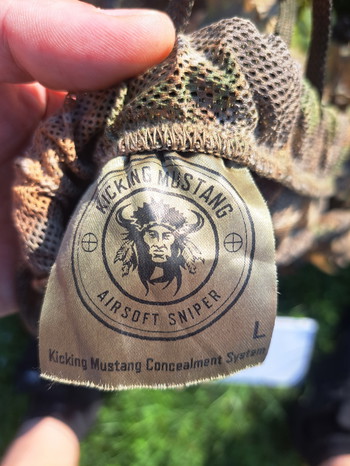 KICKING MUSTANG
AIRSOFT SNIPER
L
Kicking Mustang Concealment System